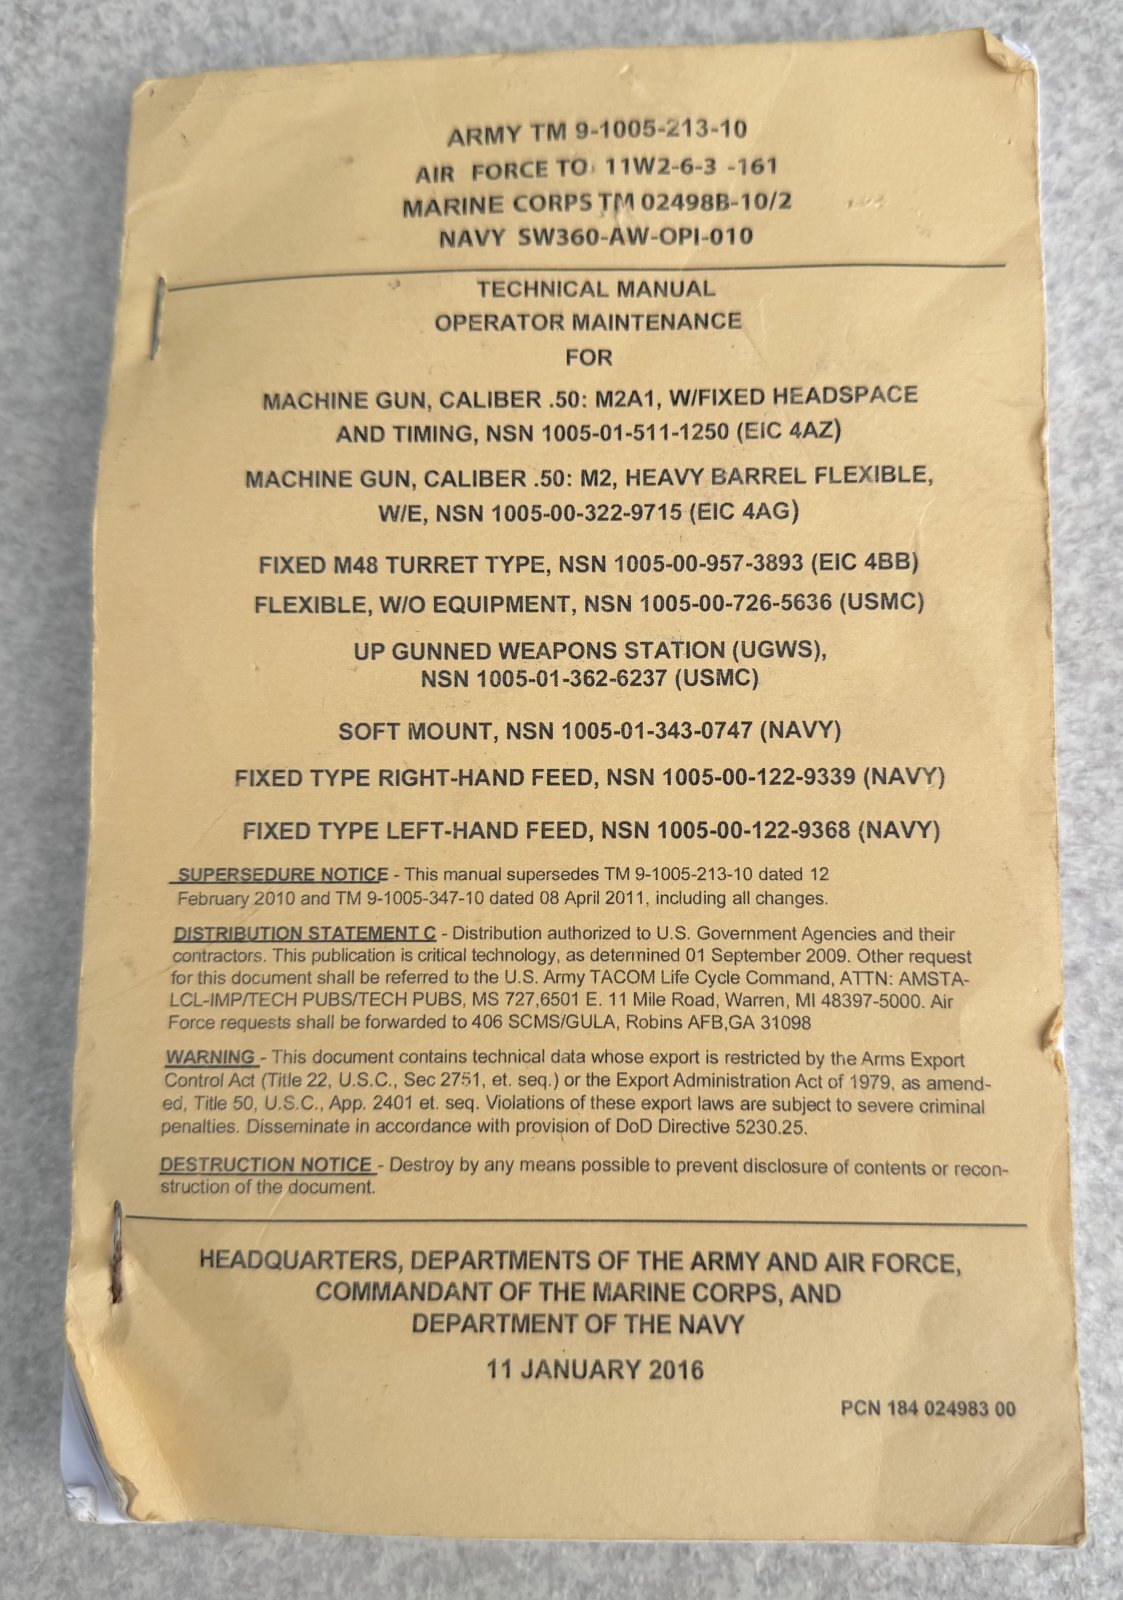 ARMY TM 9-1005-213-10
AIR FORCE TO 11W2-6-3 -161
MARINE CORPS TM 02498B-10/2
NAVY SW360-AW-OPI-010
TECHNICAL MANUAL
OPERATOR MAINTENANCE
FOR
MACHINE GUN, CALIBER .50: M2A1, W/FIXED HEADSPACE
AND TIMING, NSN 1005-01-511-1250 (EIC 4AZ)
MACHINE GUN, CALIBER .50: M2, HEAVY BARREL FLEXIBLE,
W/E, NSN 1005-00-322-9715 (EIC 4AG)
FIXED M48 TURRET TYPE, NSN 1005-00-957-3893 (EIC 4BB)
FLEXIBLE, W/O EQUIPMENT, NSN 1005-00-726-5636 (USMC)
UP GUNNED WEAPONS STATION (UGWS),
NSN 1005-01-362-6237 (USMC)
SOFT MOUNT, NSN 1005-01-343-0747 (NAVY)
FIXED TYPE RIGHT-HAND FEED, NSN 1005-00-122-9339 (NAVY)
FIXED TYPE LEFT-HAND FEED, NSN 1005-00-122-9368 (NAVY)
SUPERSEDURE NOTICE - This manual supersedes TM 9-1005-213-10 dated 12
February 2010 and TM 9-1005-347-10 dated 08 April 2011, including all changes.
DISTRIBUTION STATEMENT C - Distribution authorized to U.S. Government Agencies and their
contractors. This publication is critical technology, as determined 01 September 2009. Other request
for this document shall be referred to the U.S. Army TACOM Life Cycle Command, ATTN: AMSTA-
LCL-IMP/TECH PUBS/TECH PUBS, MS 727,6501 E. 11 Mile Road, Warren, MI 48397-5000. Air
Force requests shall be forwarded to 406 SCMS/GULA, Robins AFB,GA 31098
WARNING - This document contains technical data whose export is restricted by the Arms Export
Control Act (Title 22, U.S.C., Sec 2751, et. seq.) or the Export Administration Act of 1979, as amend-
ed, Title 50, U.S.C., App. 2401 et. seq. Violations of these export laws are subject to severe criminal
penalties. Disseminate in accordance with provision of DoD Directive 5230.25.
DESTRUCTION NOTICE - Destroy by any means possible to prevent disclosure of contents or recon-
struction of the document.
HEADQUARTERS, DEPARTMENTS OF THE ARMY AND AIR FORCE,
COMMANDANT OF THE MARINE CORPS, AND
DEPARTMENT OF THE NAVY
11 JANUARY 2016
PCN 184 024983 00